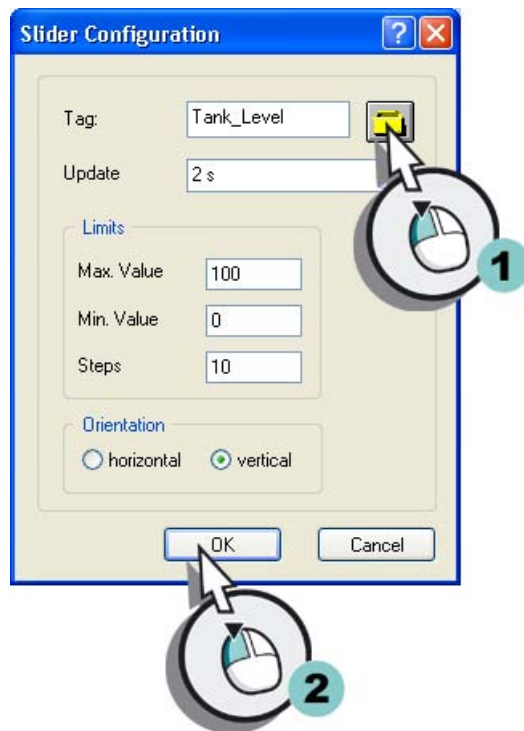 Slider Configuration
Tag: Tank_Level
Update 2 s
1
Limits
Max. Value 100
Min. Value 0
Steps 10
Orientation
horizontal vertical
OK Cancel
2